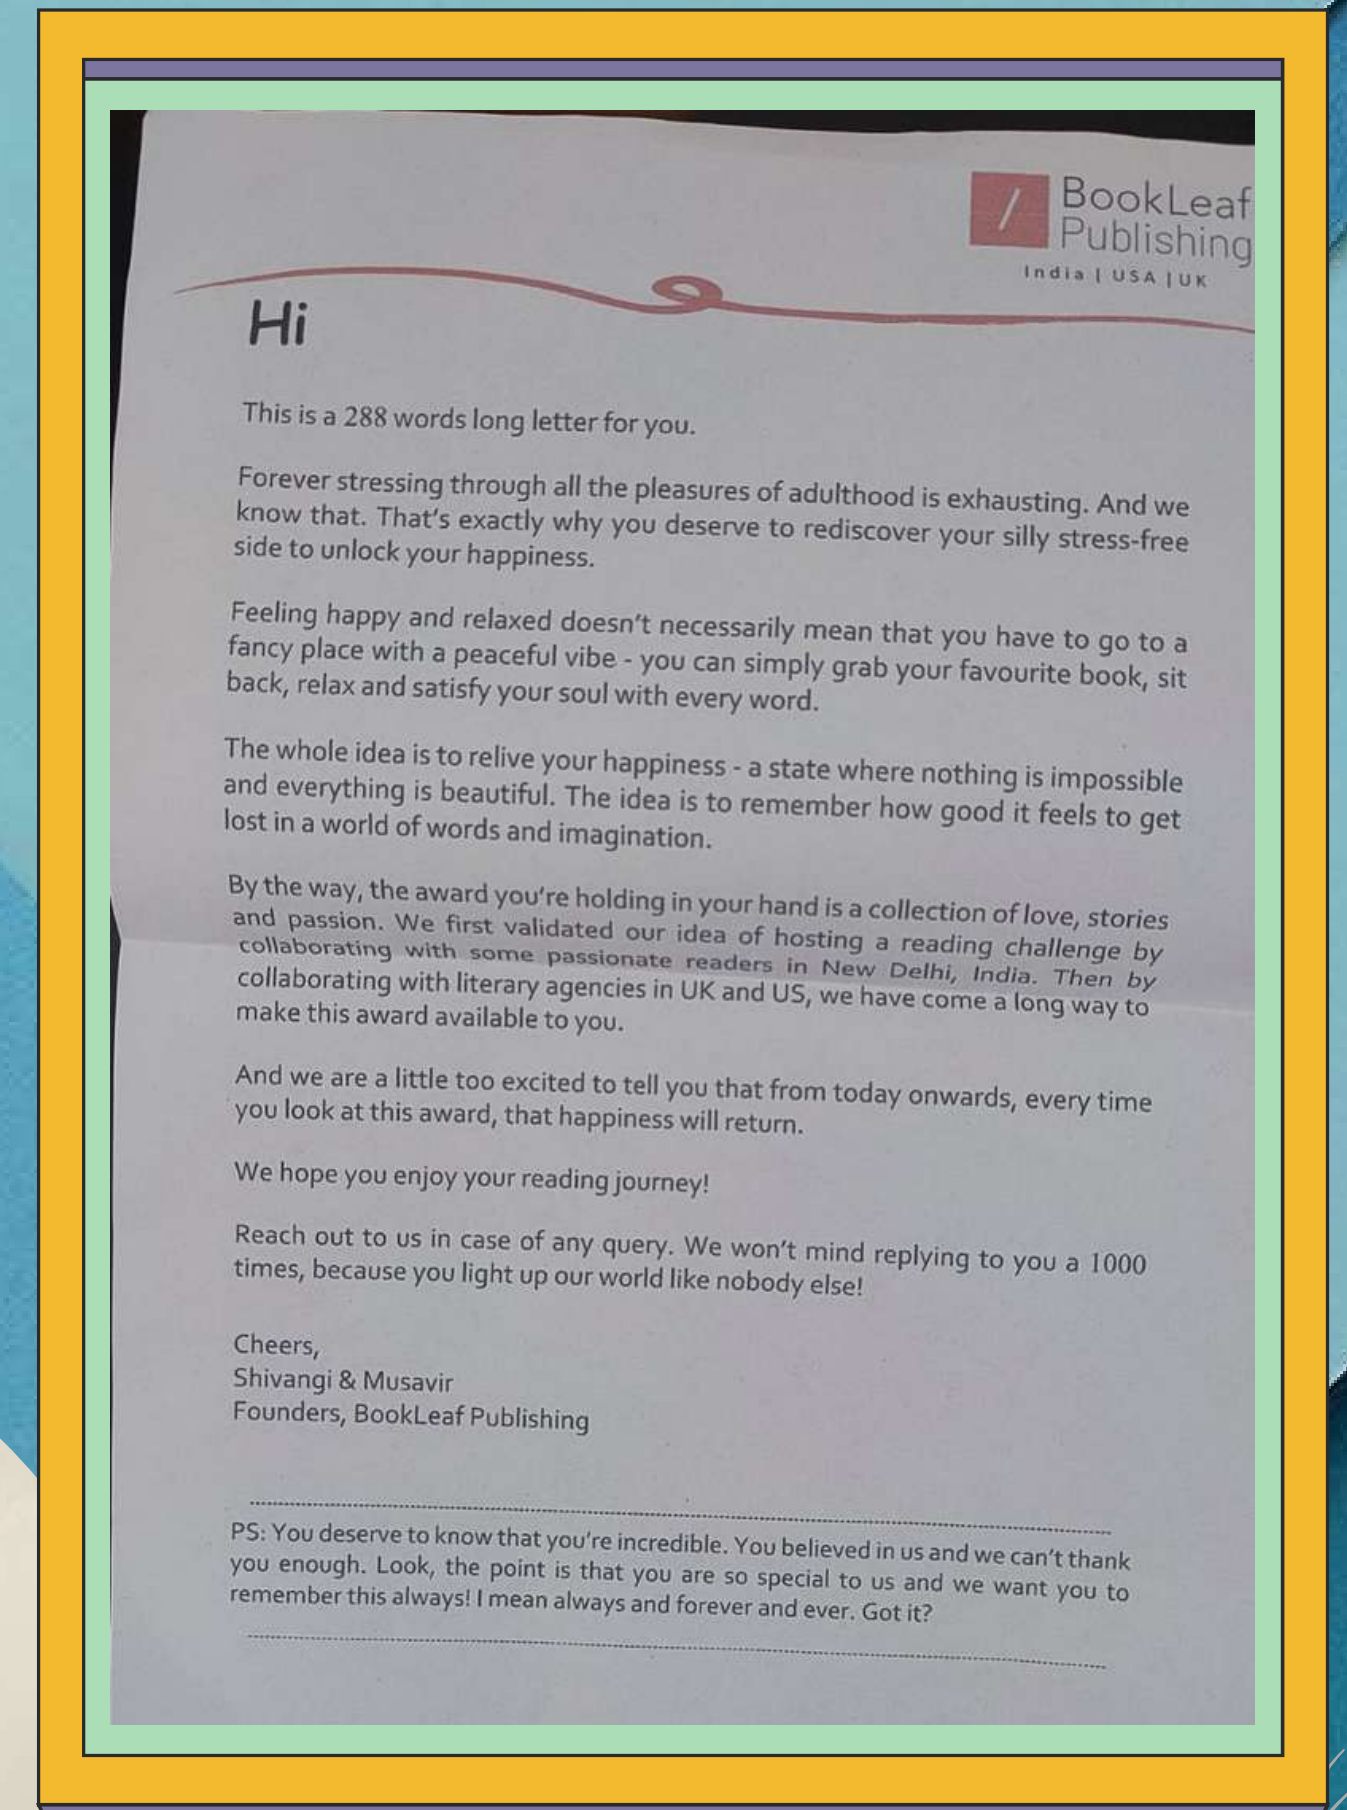 BookLeaf
Publishing
India | USA | UK
Hi
This is a 288 words long letter for you.
Forever stressing through all the pleasures of adulthood is exhausting. And we
know that. That's exactly why you deserve to rediscover your silly stress-free
side to unlock your happiness.
Feeling happy and relaxed doesn't necessarily mean that you have to go to a
fancy place with a peaceful vibe - you can simply grab your favourite book, sit
back, relax and satisfy your soul with every word.
The whole idea is to relive your happiness - a state where nothing is impossible
and everything is beautiful. The idea is to remember how good it feels to get
lost in a world of words and imagination.
By the way, the award you're holding in your hand is a collection of love, stories
and passion. We first validated our idea of hosting a reading challenge by
collaborating with some passionate readers in New Delhi, India. Then by
collaborating with literary agencies in UK and US, we have come a long way to
make this award available to you.
And we are a little too excited to tell you that from today onwards, every time
you look at this award, that happiness will return.
We hope you enjoy your reading journey!
Reach out to us in case of any query. We won't mind replying to you a 1000
times, because you light up our world like nobody else!
Cheers,
Shivangi & Musavir
Founders, BookLeaf Publishing
PS: You deserve to know that you're incredible. You believed in us and we can't thank
you enough. Look, the point is that you are so special to us and we want you to
remember this always! I mean always and forever and ever. Got it?